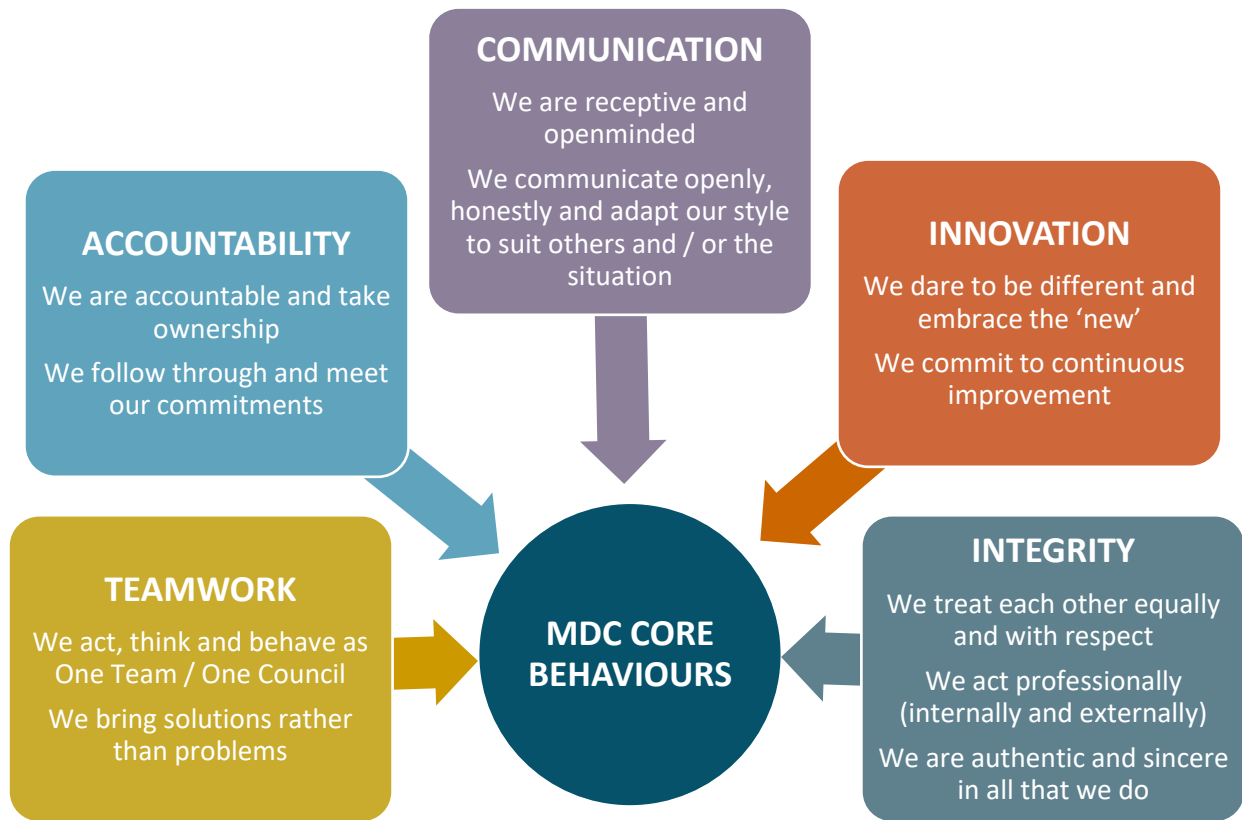 COMMUNICATION
We are receptive and
openminded
We communicate openly,
honestly and adapt our style
to suit others and / or the
situation
ACCOUNTABILITY
We are accountable and take
ownership
We follow through and meet
our commitments
INNOVATION
We dare to be different and
embrace the ‘new’
We commit to continuous
improvement
TEAMWORK
We act, think and behave as
One Team / One Council
We bring solutions rather
than problems
MDC CORE
BEHAVIOURS
INTEGRITY
We treat each other equally
and with respect
We act professionally
(internally and externally)
We are authentic and sincere
in all that we do